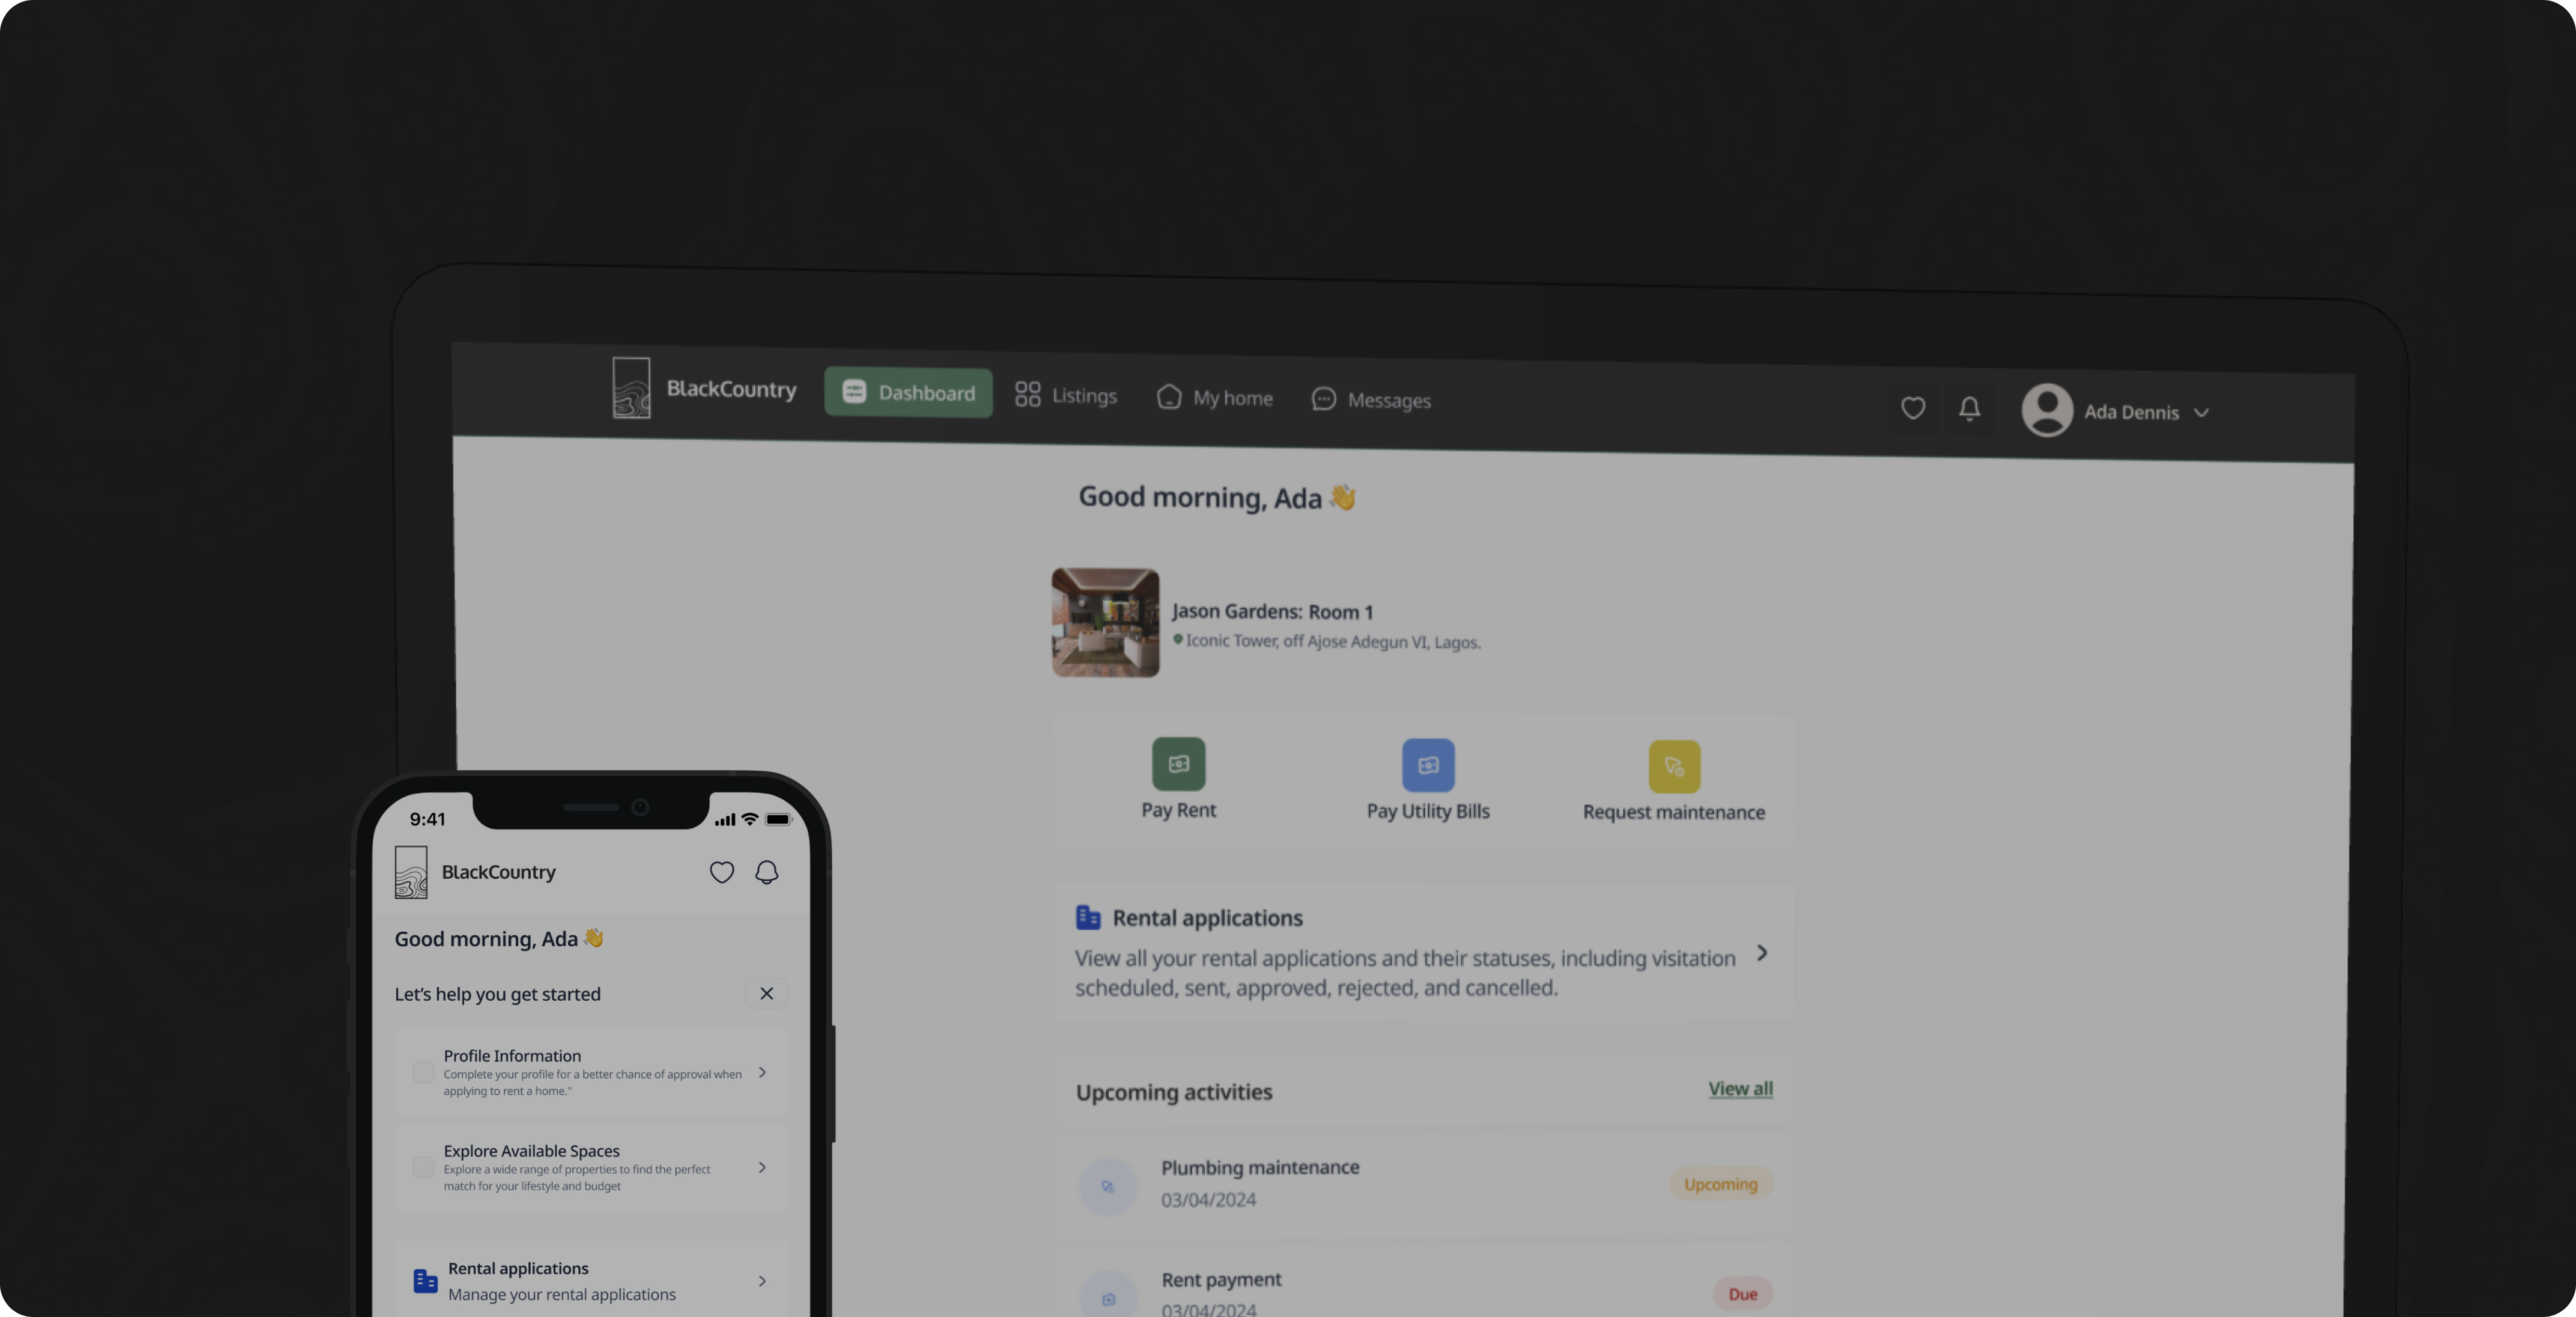 BlackCountry
Dashboard
Listings
My home
Messages
Ada Dennis
Good morning, Ada 👋
Jason Gardens: Room 1
Iconic Tower, off Ajose Adegun VI, Lagos.
Pay Rent
Pay Utility Bills
Request maintenance
Rental applications
View all your rental applications and their statuses, including visitation
scheduled, sent, approved, rejected, and cancelled.
Upcoming activities
View all
Plumbing maintenance
03/04/2024
Upcoming
Rent payment
03/04/2024
Due
9:41
BlackCountry
Good morning, Ada 👋
Let's help you get started
Profile Information
Complete your profile for a better chance of approval when
applying to rent a home."
Explore Available Spaces
Explore a wide range of properties to find the perfect
match for your lifestyle and budget
Rental applications
Manage your rental applications